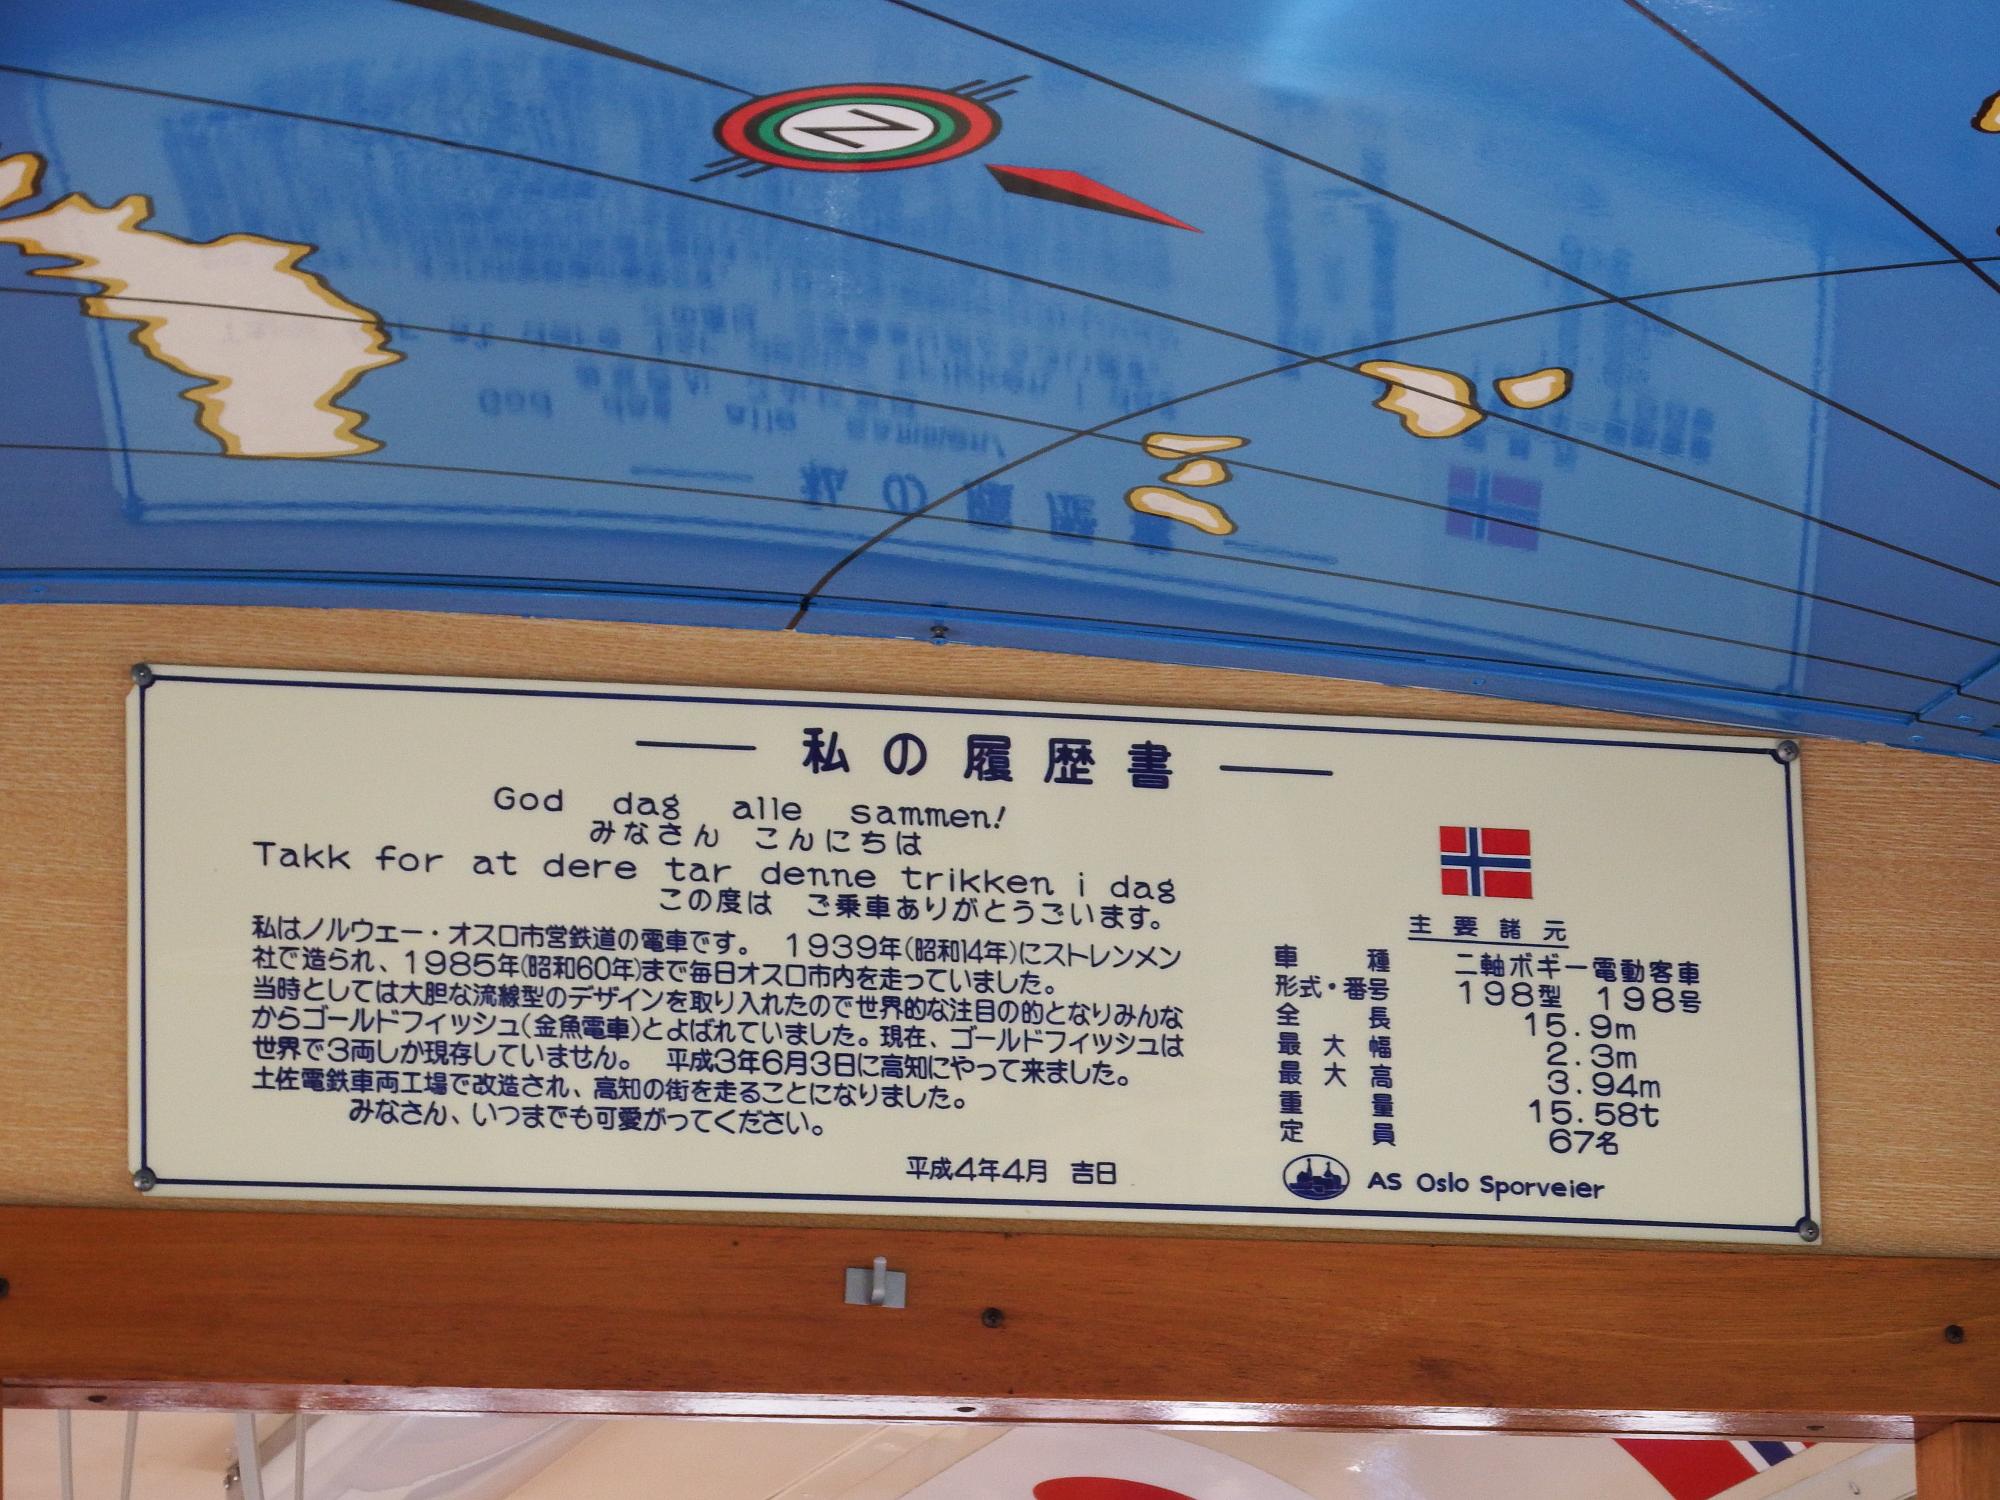 N
私の履歴書
God dag alle sammen!
みなさん こんにちは
Takk for at dere tar denne trikken i dag
この度は ご乗車ありがとうございます。
私はノルウェー・オスロ市営鉄道の電車です。 1939年(昭和14年)にストレンメン
社で造られ、1985年(昭和60年)まで毎日オスロ市内を走っていました。
当時としては大胆な流線型のデザインを取り入れたので世界的な注目の的となりみんな
からゴールドフィッシュ(金魚電車)とよばれていました。現在、ゴールドフィッシュは
世界で3両しか現存していません。 平成3年6月3日に高知にやって来ました。
土佐電鉄車両工場で改造され、高知の街を走ることになりました。
みなさん、いつまでも可愛がってください。
平成4年4月 吉日
主要諸元
車種 二軸ボギー電動客車
形式・番号 198型 198号
全長 15.9m
最大幅 2.3m
最大高 3.94m
重量 15.58t
定員 67名
AS Oslo Sporveier